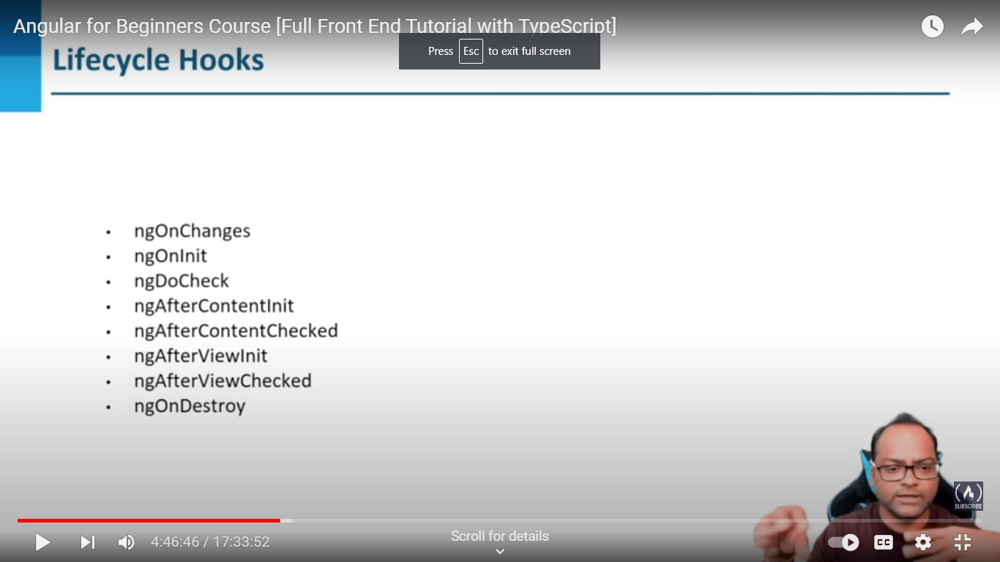 Angular for Beginners Course [Full Front End Tutorial with TypeScript]
Press Esc to exit full screen
Lifecycle Hooks
• ngOnChanges
• ngOnInit
• ngDoCheck
• ngAfterContentInit
• ngAfterContentChecked
• ngAfterViewInit
• ngAfterViewChecked
• ngOnDestroy
SUBSCRIBE
Scroll for details
4:46:46 / 17:33:52
CC